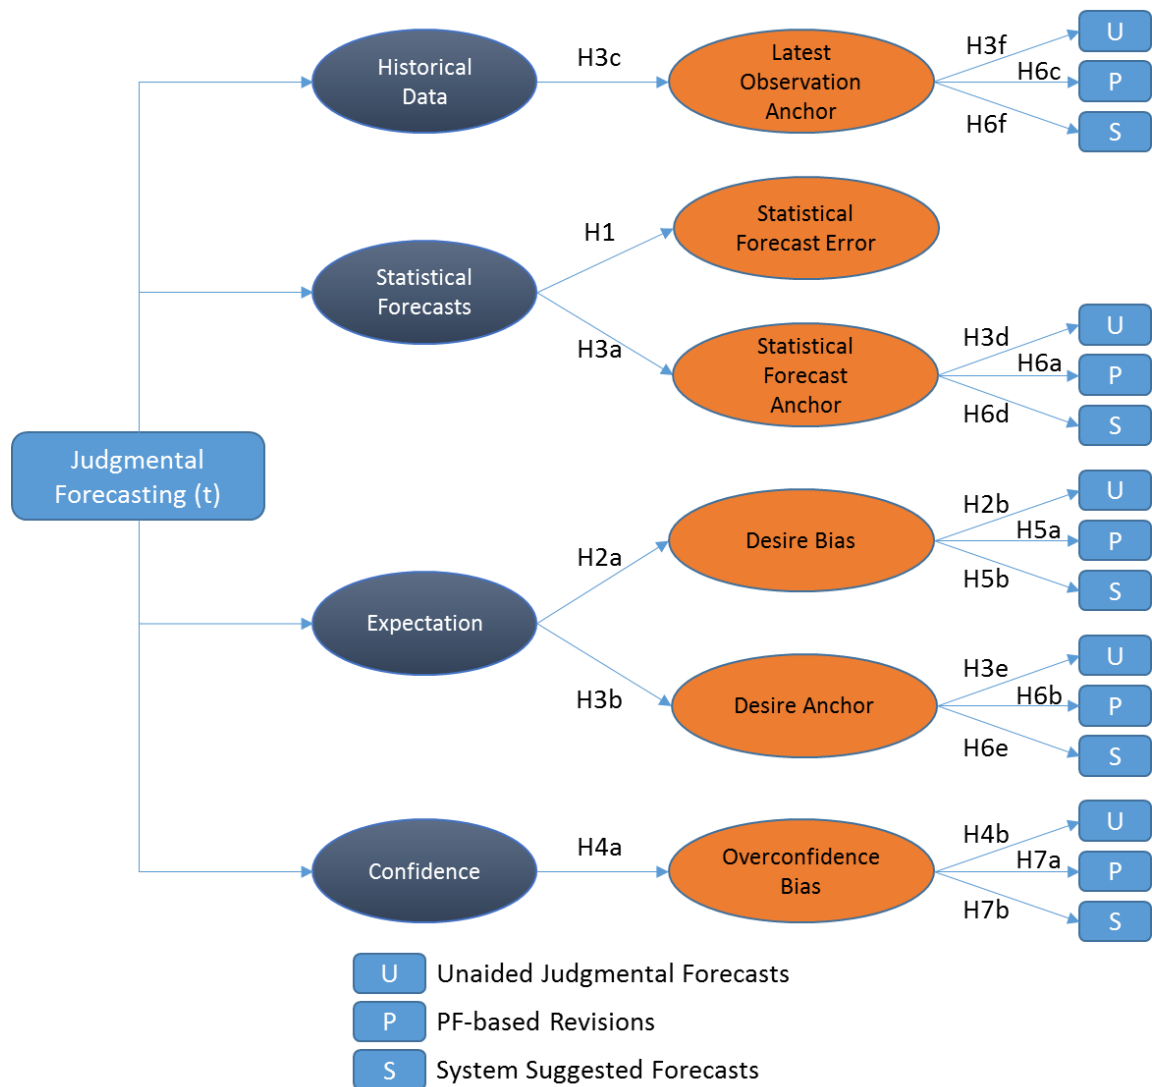 Historical
Data
H3c
Latest
Observation
Anchor
H3f
U
H6c
P
H6f
S
Statistical
Forecasts
H1
Statistical
Forecast Error
H3a
Statistical
Forecast
Anchor
H3d
U
H6a
P
H6d
S
Judgmental
Forecasting (t)
Expectation
H2a
Desire Bias
H2b
U
H5a
P
H5b
S
H3b
Desire Anchor
H3e
U
H6b
P
H6e
S
Confidence
H4a
Overconfidence
Bias
H4b
U
H7a
P
H7b
S
U Unaided Judgmental Forecasts
P PF-based Revisions
S System Suggested Forecasts